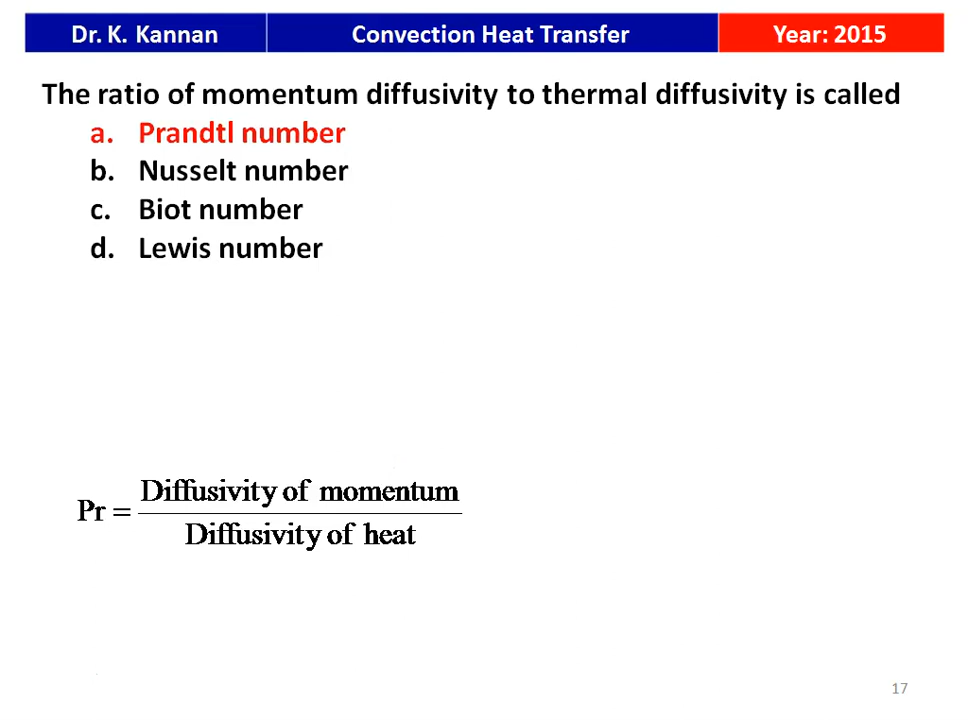 Dr. K. Kannan Convection Heat Transfer Year: 2015
The ratio of momentum diffusivity to thermal diffusivity is called
a. Prandtl number
b. Nusselt number
c. Biot number
d. Lewis number
Diffusivity of momentum
Pr =
Diffusivity of heat
17